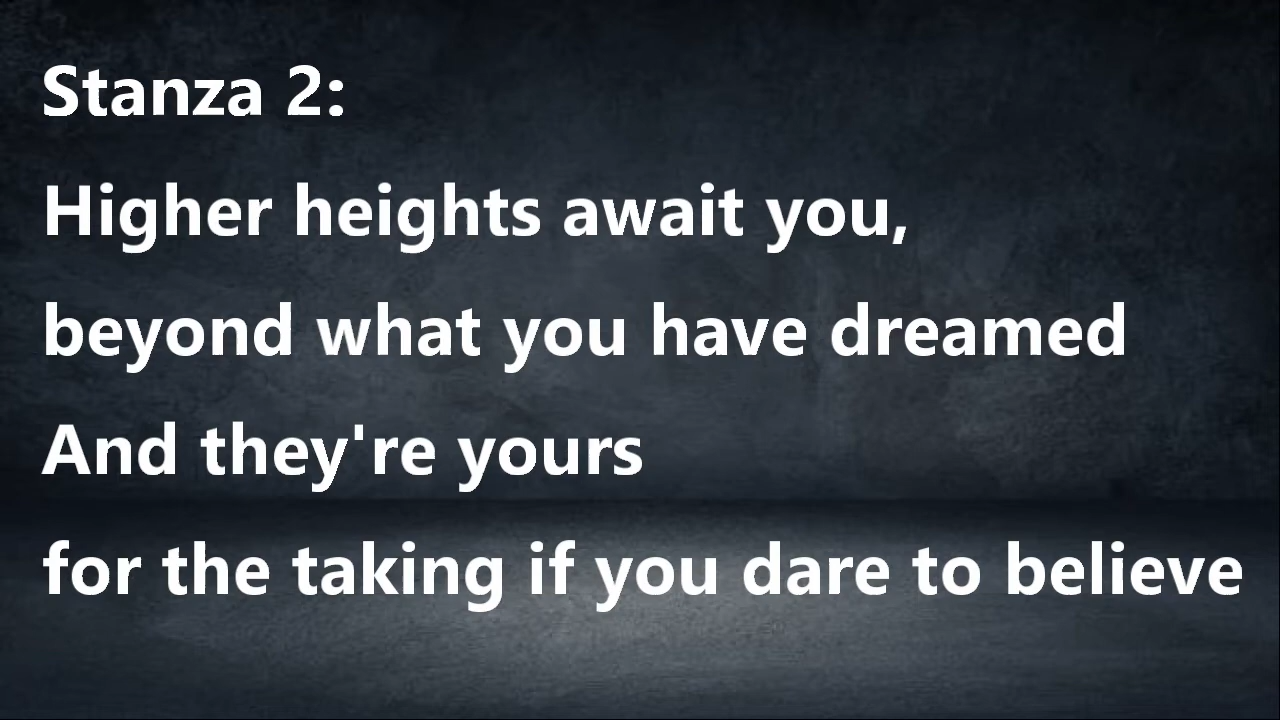 Stanza 2:
Higher heights await you,
beyond what you have dreamed
And they're yours
for the taking if you dare to believe